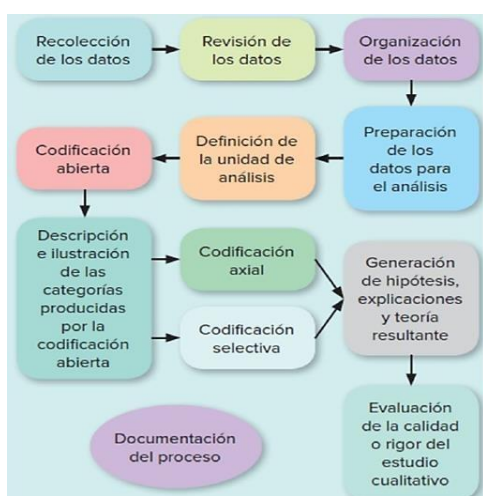 Recolección
de los datos
Revisión de
los datos
Organización
de los datos
Preparación
de los
datos para
el análisis
Definición de
la unidad de
análisis
Codificación
abierta
Descripción
e ilustración
de las
categorías
producidas
por la
codificación
abierta
Codificación
axial
Codificación
selectiva
Generación
de hipótesis,
explicaciones
y teoría
resultante
Evaluación
de la calidad
o rigor del
estudio
cualitativo
Documentación
del proceso